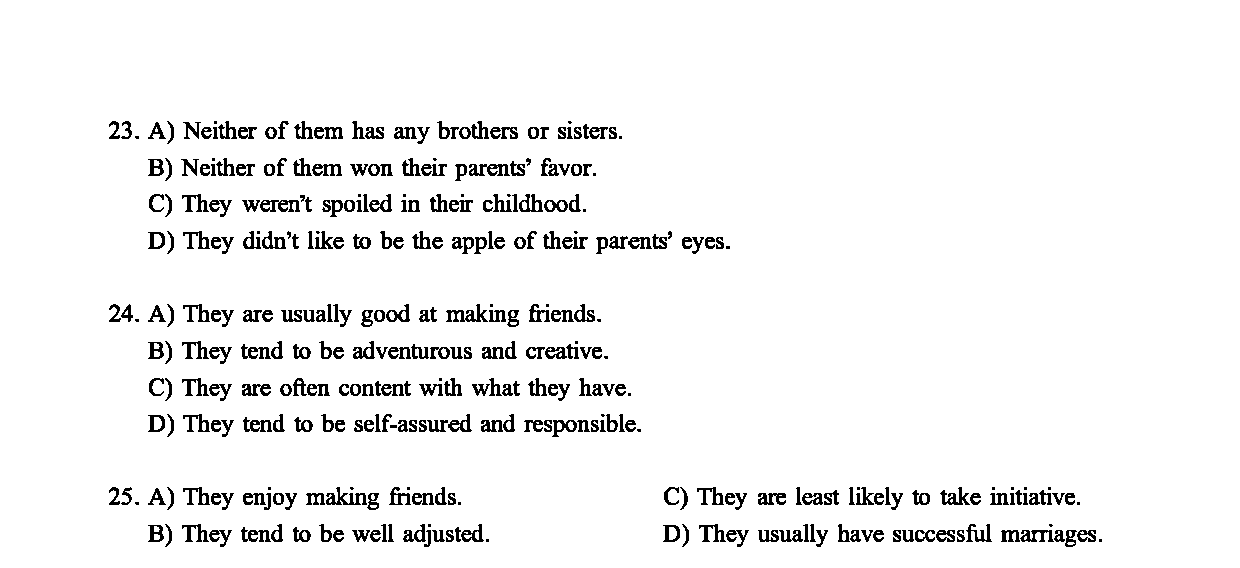 23. A) Neither of them has any brothers or sisters.
B) Neither of them won their parents’ favor.
C) They weren’t spoiled in their childhood.
D) They didn’t like to be the apple of their parents’ eyes.
24. A) They are usually good at making friends.
B) They tend to be adventurous and creative.
C) They are often content with what they have.
D) They tend to be self-assured and responsible.
25. A) They enjoy making friends. C) They are least likely to take initiative.
B) They tend to be well adjusted. D) They usually have successful marriages.